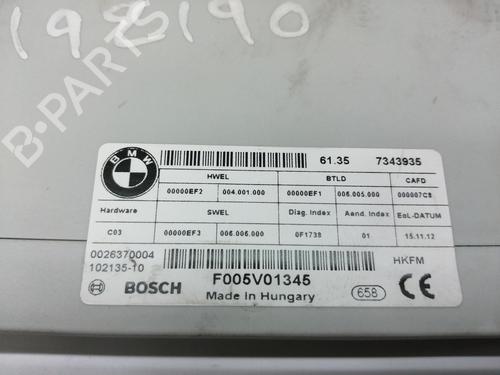 198190
B-PARTS
BMW
61.35 7343935
HWEL BTLD CAFD
00000EF2 004.001.000 00000EF1 006.005.000 000007C8
Hardware SWEL Diag. Index Aend. Index EoL-DATUM
C03 00000EF3 006.006.000 0F1738 01 15.11.12
0026370004
102135-10
HKFM
BOSCH F005V01345 658 CE
Made in Hungary